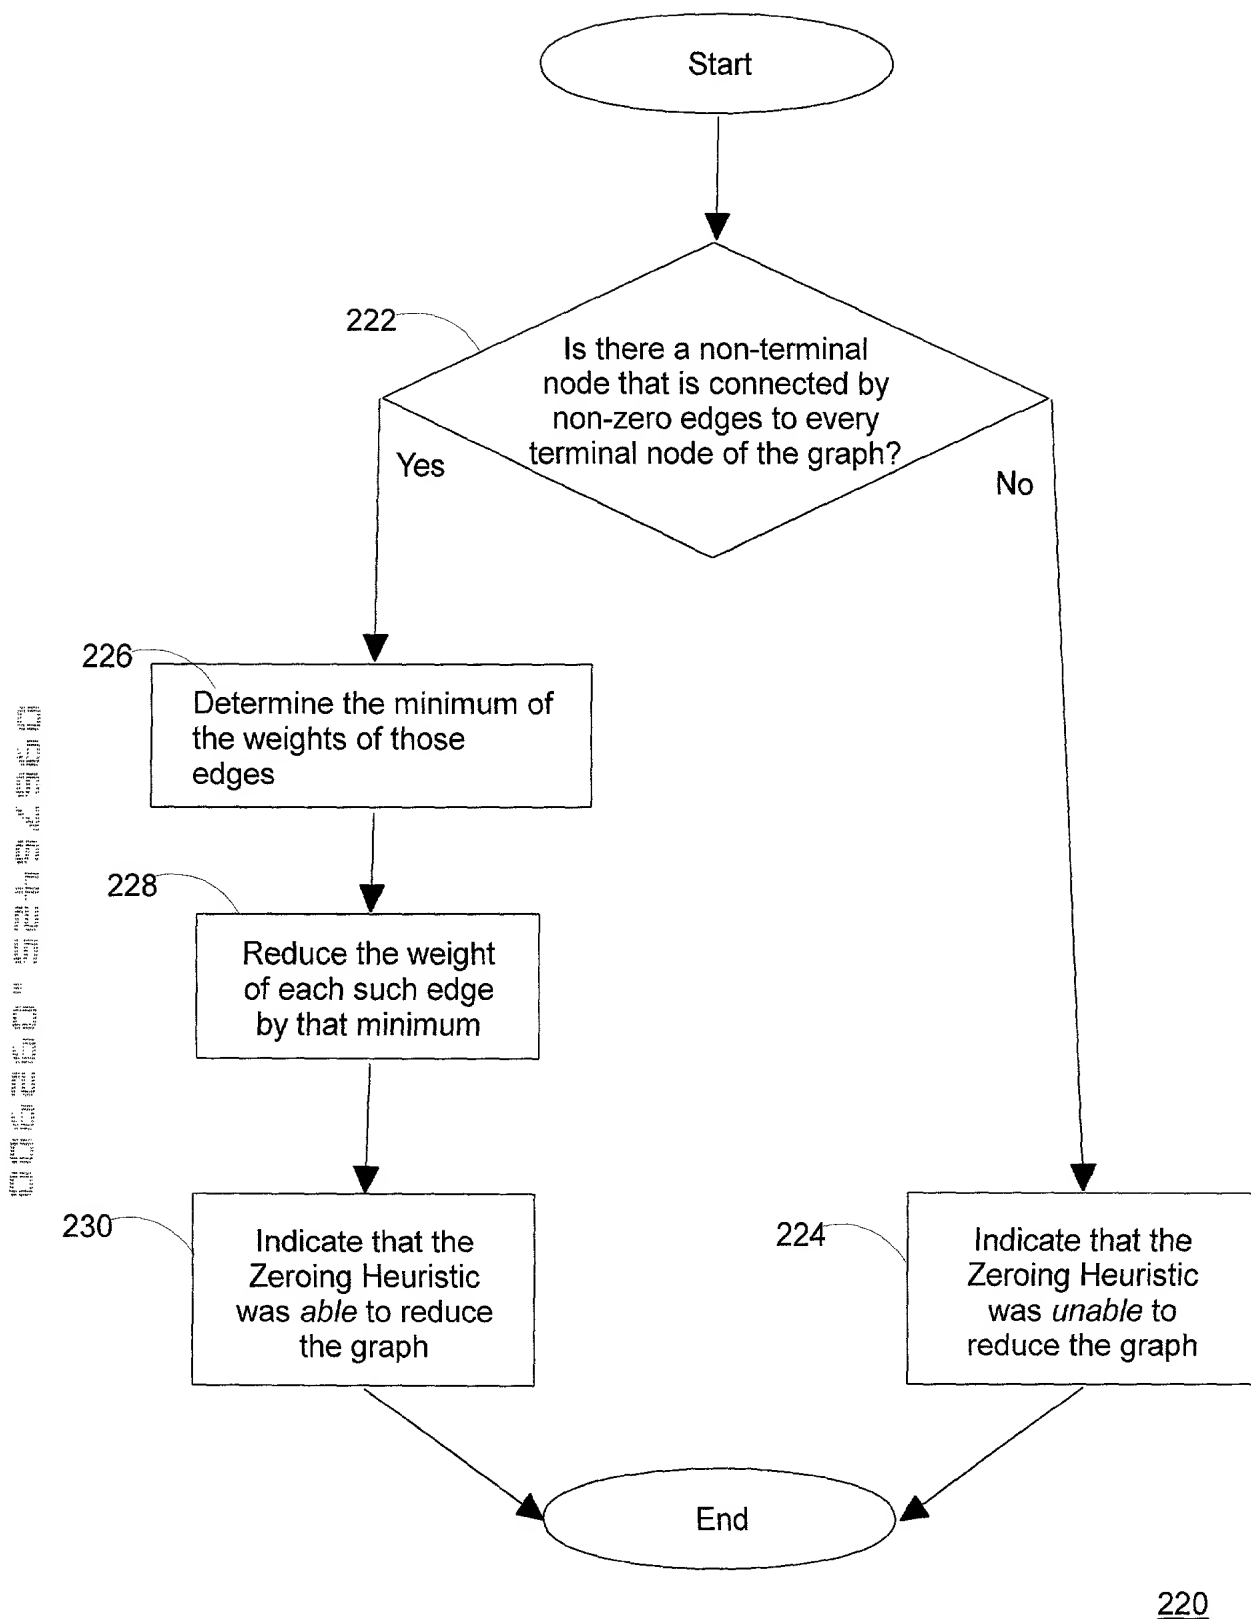 Start
222
Is there a non-terminal
node that is connected by
non-zero edges to every
terminal node of the graph?
Yes
No
226
Determine the minimum of
the weights of those
edges
228
Reduce the weight
of each such edge
by that minimum
230
Indicate that the
Zeroing Heuristic
was able to reduce
the graph
224
Indicate that the
Zeroing Heuristic
was unable to
reduce the graph
End
220